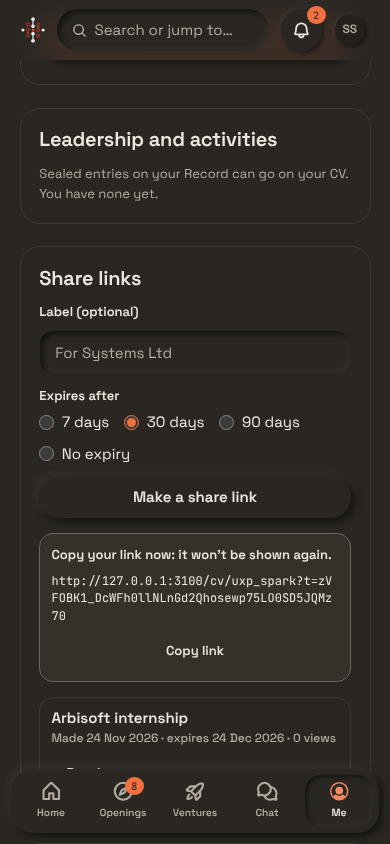 Search or jump to...
2
SS
Leadership and activities
Sealed entries on your Record can go on your CV.
You have none yet.
Share links
Label (optional)
For Systems Ltd
Expires after
7 days
30 days
90 days
No expiry
Make a share link
Copy your link now: it won't be shown again.
http://127.0.0.1:3100/cv/uxp_spark?t=zV
FOBK1_DcWFh0llNLnGd2Qhosewp75LO0SD5JQMz
70
Copy link
Arbisoft internship
Made 24 Nov 2026 · expires 24 Dec 2026 · 0 views
8
Home
Openings
Ventures
Chat
Me